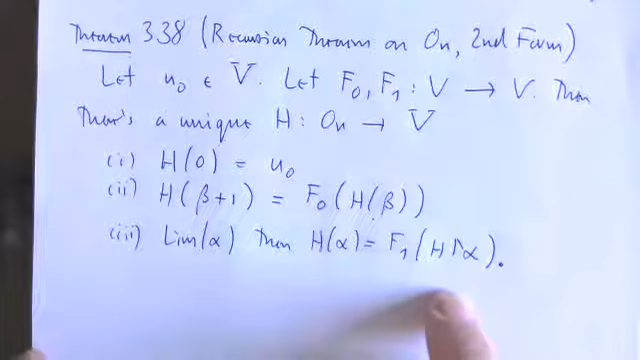 Theorem 3.38 (Recursion Theorem on On, 2nd Form)
Let u₀ ∈ V. Let F₀, F₁ : V → V. Then
there's a unique H : On → V
(i) H(0) = u₀
(ii) H(β+1) = F₀(H(β))
(iii) Lim(α) then H(α) = F₁(H↾α).